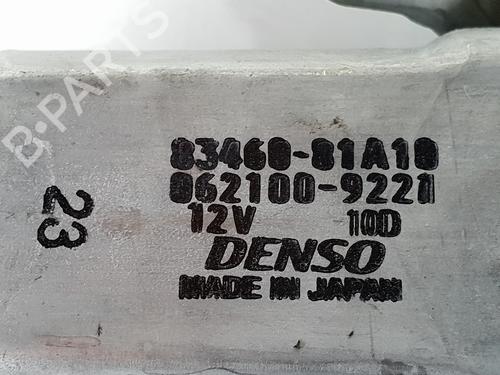 B-PARTS
83460-81A10
062100-9221
12V 10D
DENSO
MADE IN JAPAN
23